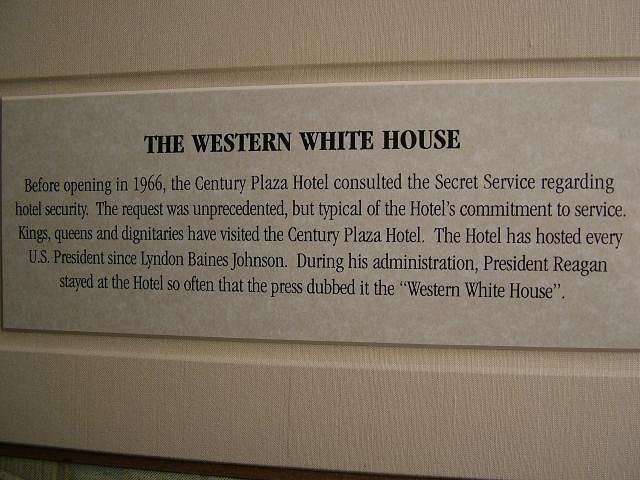 THE WESTERN WHITE HOUSE
Before opening in 1966, the Century Plaza Hotel consulted the Secret Service regarding
hotel security. The request was unprecedented, but typical of the Hotel's commitment to service.
Kings, queens and dignitaries have visited the Century Plaza Hotel. The Hotel has hosted every
U.S. President since Lyndon Baines Johnson. During his administration, President Reagan
stayed at the Hotel so often that the press dubbed it the "Western White House".